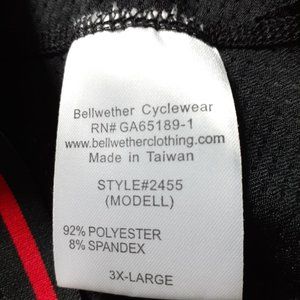 Bellwether Cyclewear
RN# GA65189-1
www.bellwetherclothing.com
Made in Taiwan
STYLE#2455
(MODELL)
92% POLYESTER
8% SPANDEX
3X-LARGE